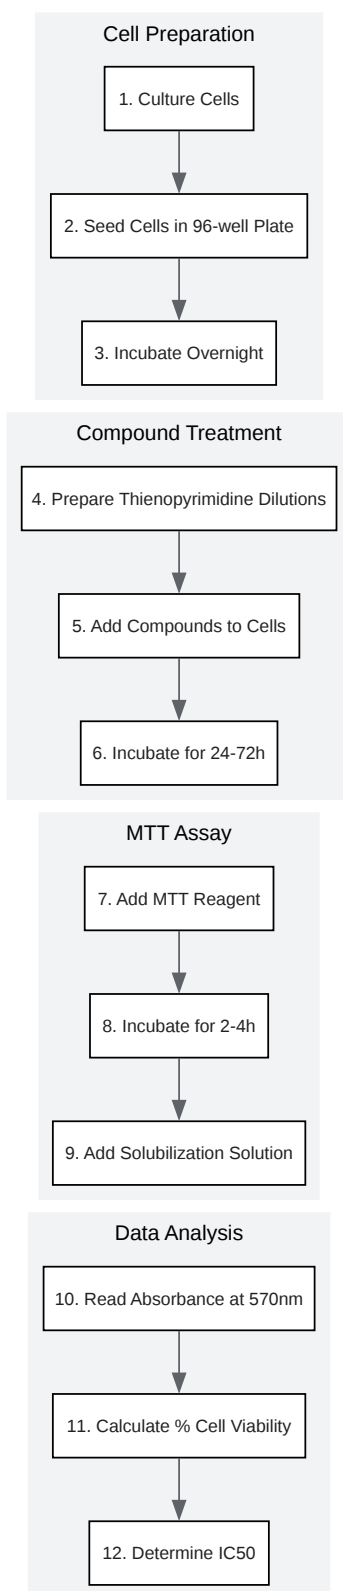 Cell Preparation
1. Culture Cells
2. Seed Cells in 96-well Plate
3. Incubate Overnight
Compound Treatment
4. Prepare Thienopyrimidine Dilutions
5. Add Compounds to Cells
6. Incubate for 24-72h
MTT Assay
7. Add MTT Reagent
8. Incubate for 2-4h
9. Add Solubilization Solution
Data Analysis
10. Read Absorbance at 570nm
11. Calculate % Cell Viability
12. Determine IC50